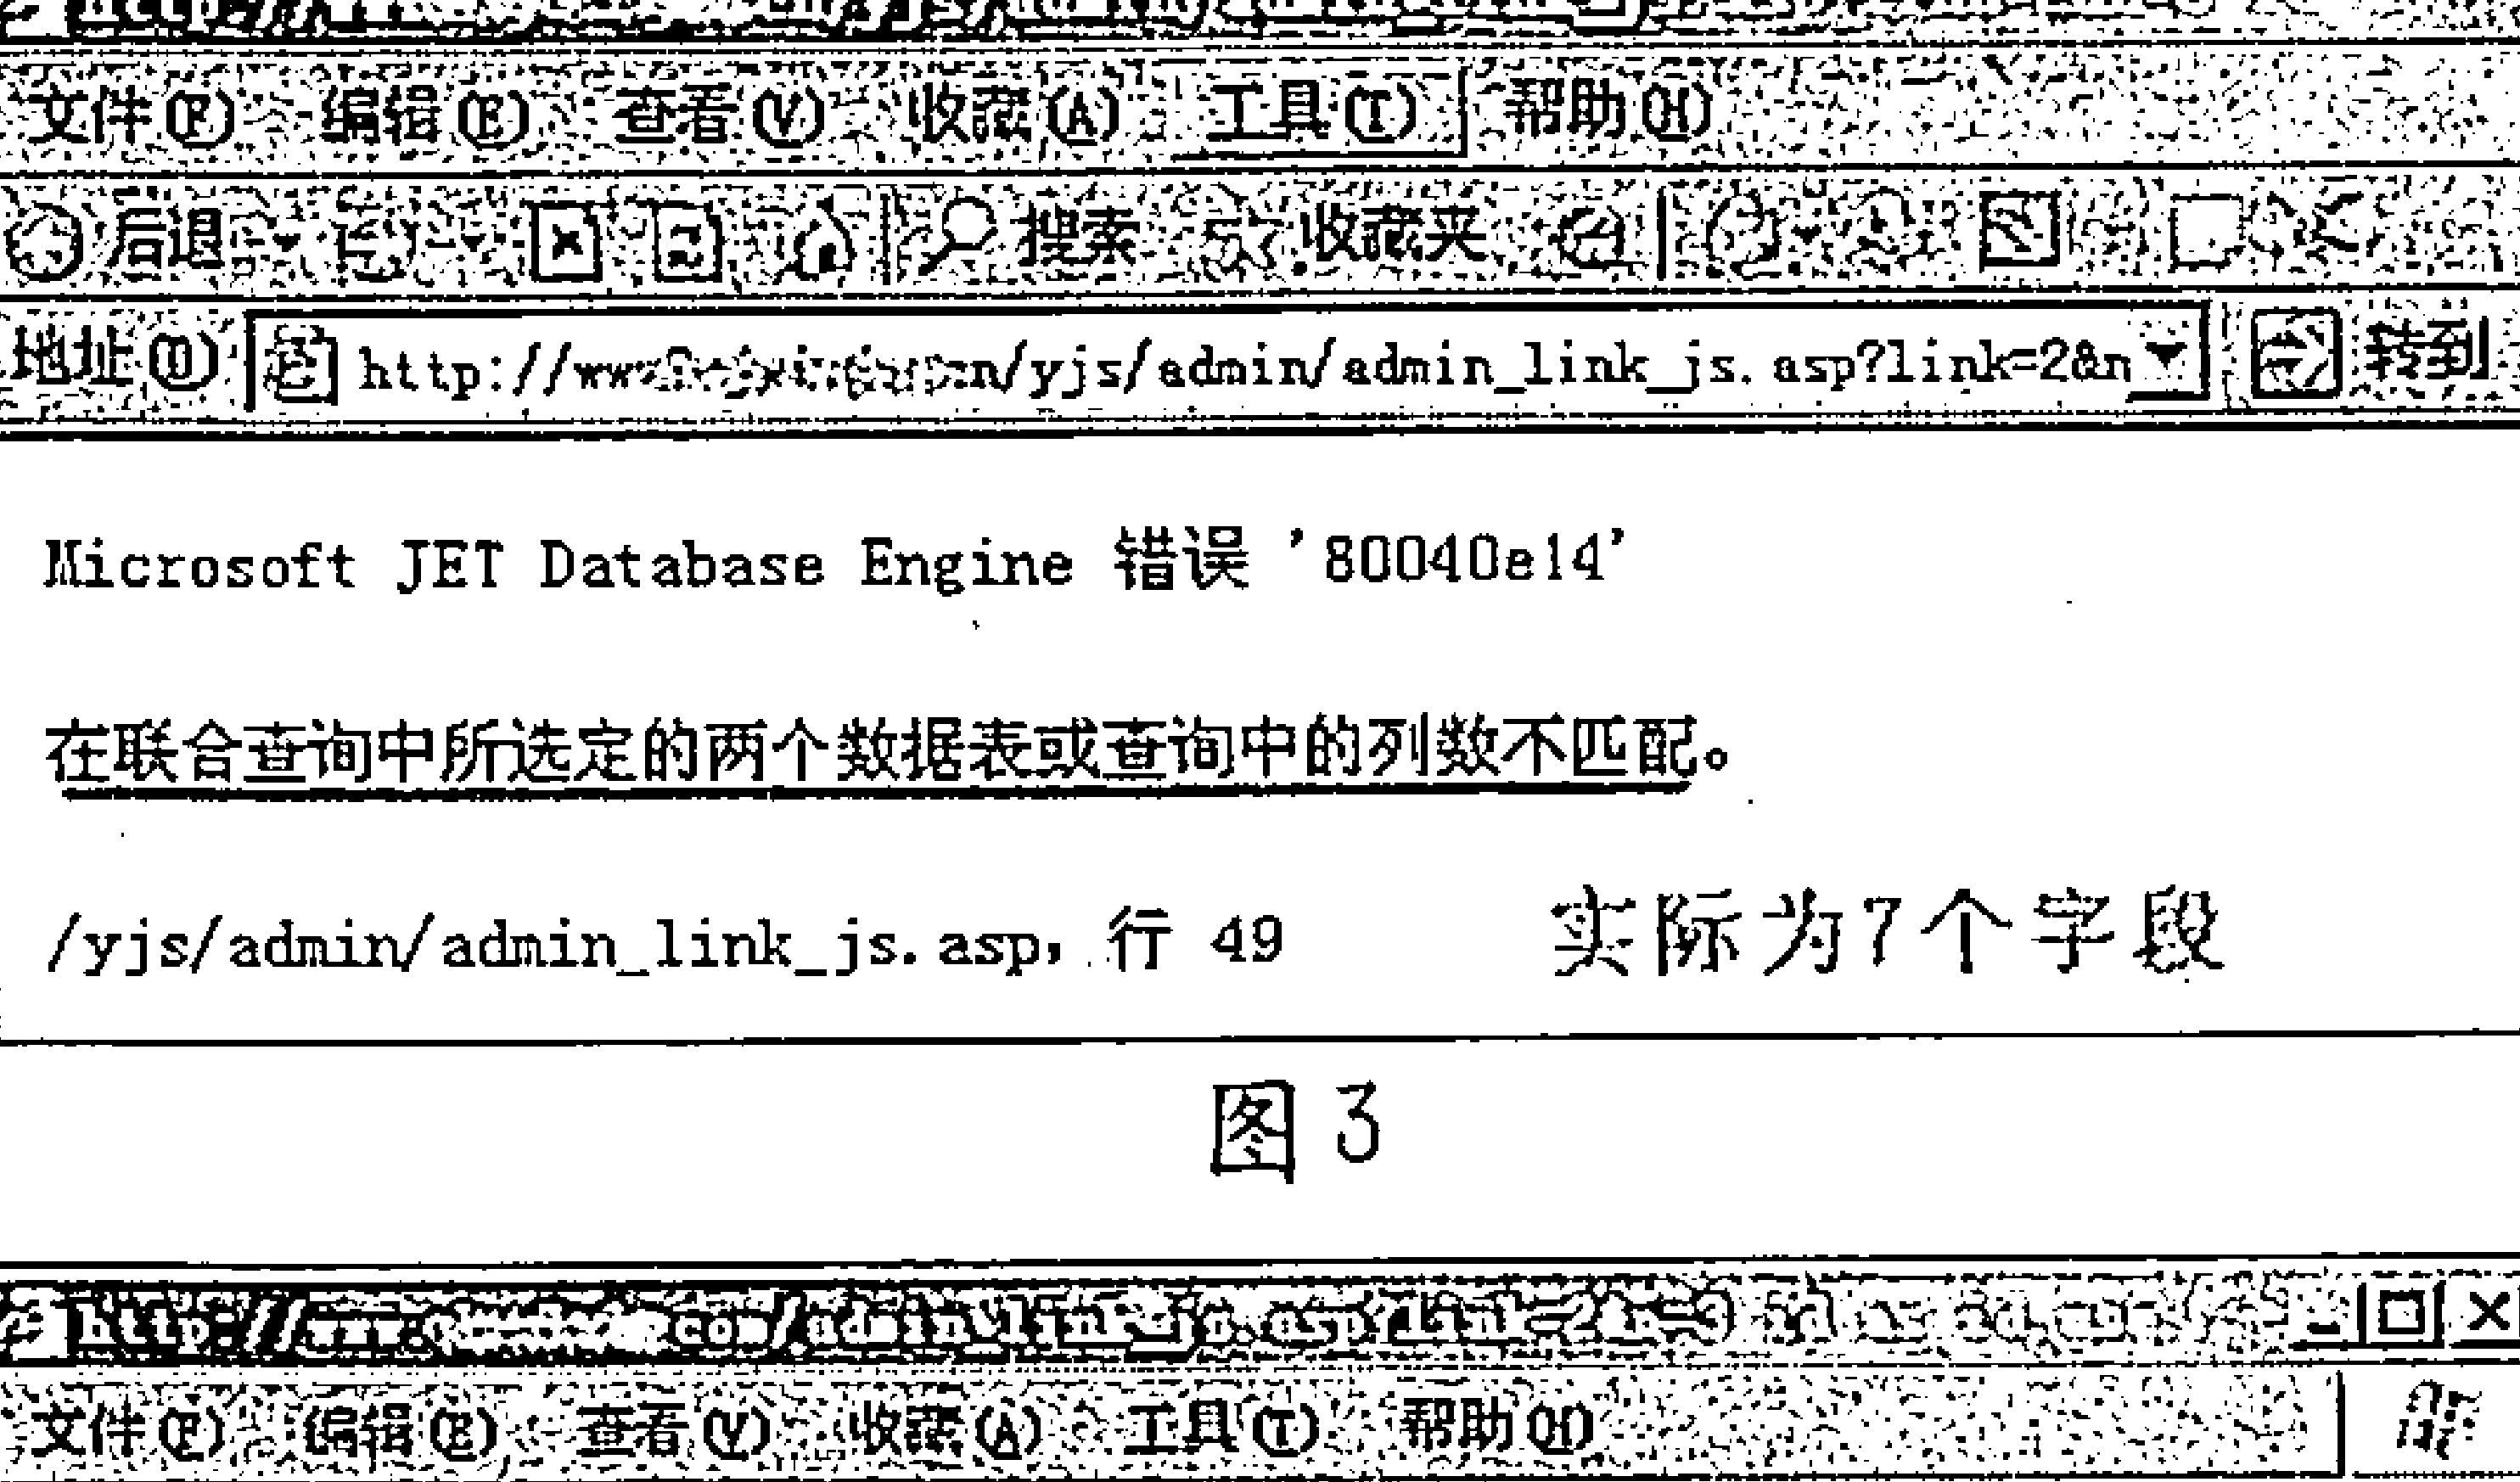 文件(F) 编辑(E) 查看(V) 收藏(A) 工具(T) 帮助(H)
后退 搜索 收藏夹
地址(D) http://ww n/yjs/admin/admin_link_js.asp?link=2&n 转到
Microsoft JET Database Engine 错误 '80040e14'
在联合查询中所选定的两个数据表或查询中的列数不匹配。
/yjs/admin/admin_link_js.asp, 行 49 实际为7个字段
图 3
文件(F) 编辑(E) 查看(V) 收藏(A) 工具(T) 帮助(H)